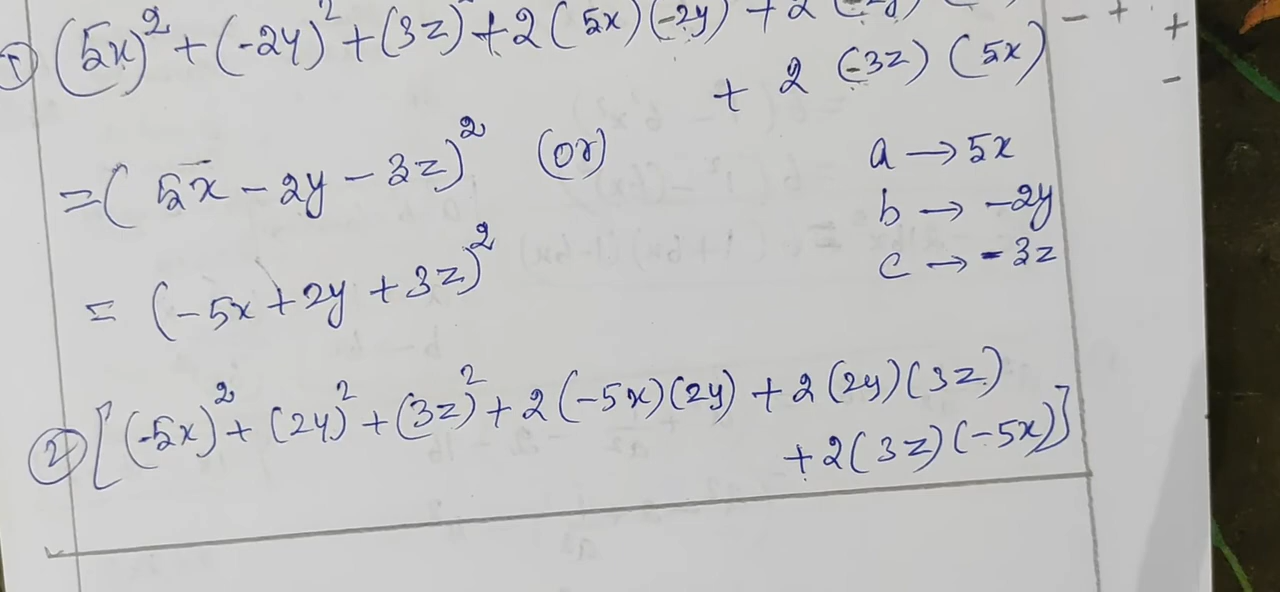 ① (5x)² + (-2y)² + (3z) + 2(5x)(-2y) + 2
+ 2 (-3z) (5x)
= (5x - 2y - 3z)² (or)
a → 5x
b → -2y
c → -3z
= (-5x + 2y + 3z)²
② [(-5x)² + (2y)² + (3z)² + 2(-5x)(2y) + 2(2y)(3z)
+ 2(3z)(-5x)]
- +
+
-